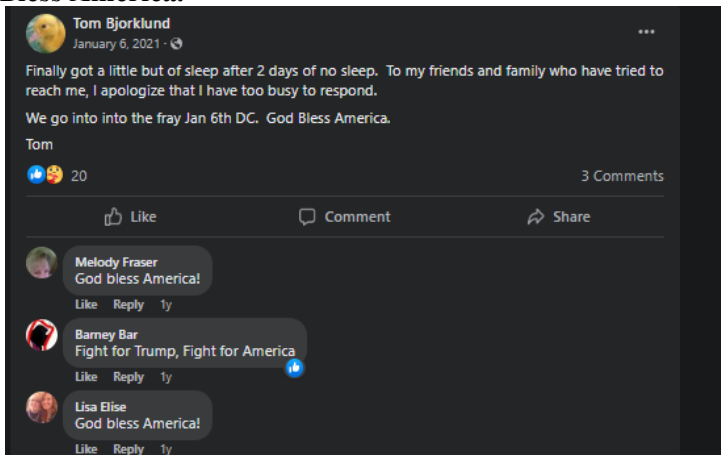 Tom Bjorklund
January 6, 2021 ·
Finally got a little but of sleep after 2 days of no sleep. To my friends and family who have tried to
reach me, I apologize that I have too busy to respond.
We go into into the fray Jan 6th DC. God Bless America.
Tom
20
3 Comments
Like Comment Share
Melody Fraser
God bless America!
Like Reply 1y
Barney Bar
Fight for Trump, Fight for America
Like Reply 1y
Lisa Elise
God bless America!
Like Reply 1y